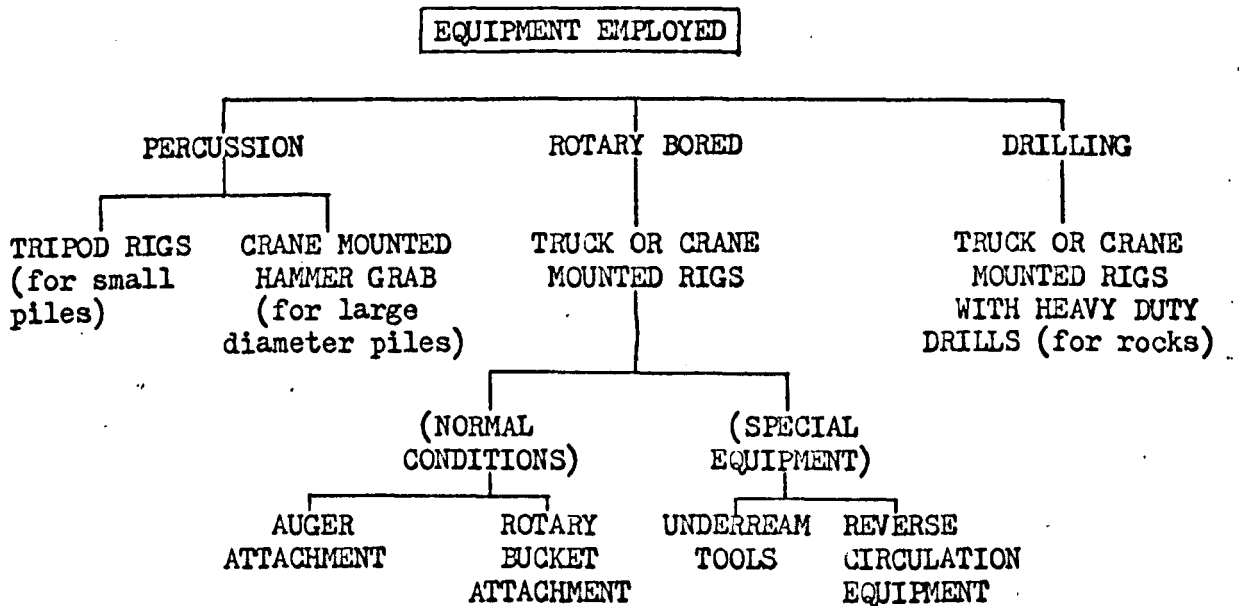 EQUIPMENT EMPLOYED
PERCUSSION
ROTARY BORED
DRILLING
TRIPOD RIGS
(for small
piles)
CRANE MOUNTED
HAMMER GRAB
(for large
diameter piles)
TRUCK OR CRANE
MOUNTED RIGS
TRUCK OR CRANE
MOUNTED RIGS
WITH HEAVY DUTY
DRILLS (for rocks)
(NORMAL
CONDITIONS)
(SPECIAL
EQUIPMENT)
AUGER
ATTACHMENT
ROTARY
BUCKET
ATTACHMENT
UNDERREAM
TOOLS
REVERSE
CIRCULATION
EQUIPMENT